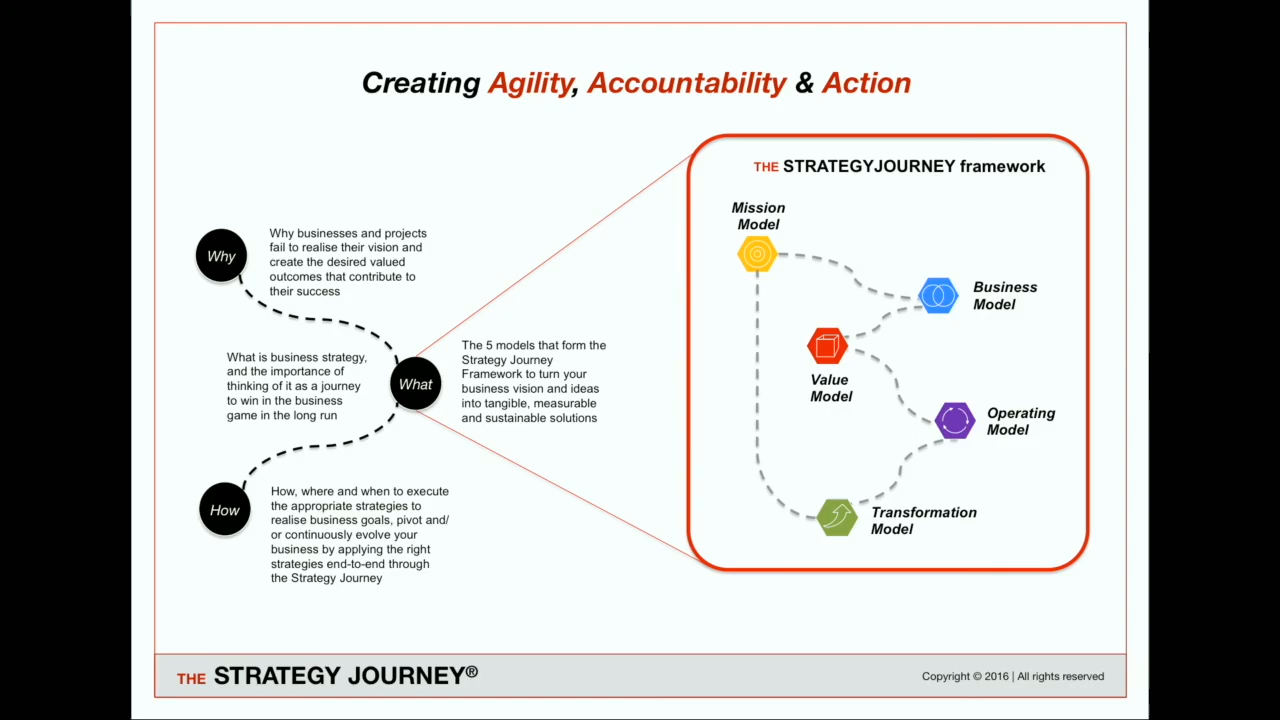 Creating Agility, Accountability & Action
Why
Why businesses and projects
fail to realise their vision and
create the desired valued
outcomes that contribute to
their success
What is business strategy,
and the importance of
thinking of it as a journey
to win in the business
game in the long run
What
The 5 models that form the
Strategy Journey
Framework to turn your
business vision and ideas
into tangible, measurable
and sustainable solutions
How
How, where and when to execute
the appropriate strategies to
realise business goals, pivot and/
or continuously evolve your
business by applying the right
strategies end-to-end through
the Strategy Journey
THE STRATEGYJOURNEY framework
Mission
Model
Business
Model
Value
Model
Operating
Model
Transformation
Model
THE STRATEGY JOURNEY®
Copyright © 2016 | All rights reserved